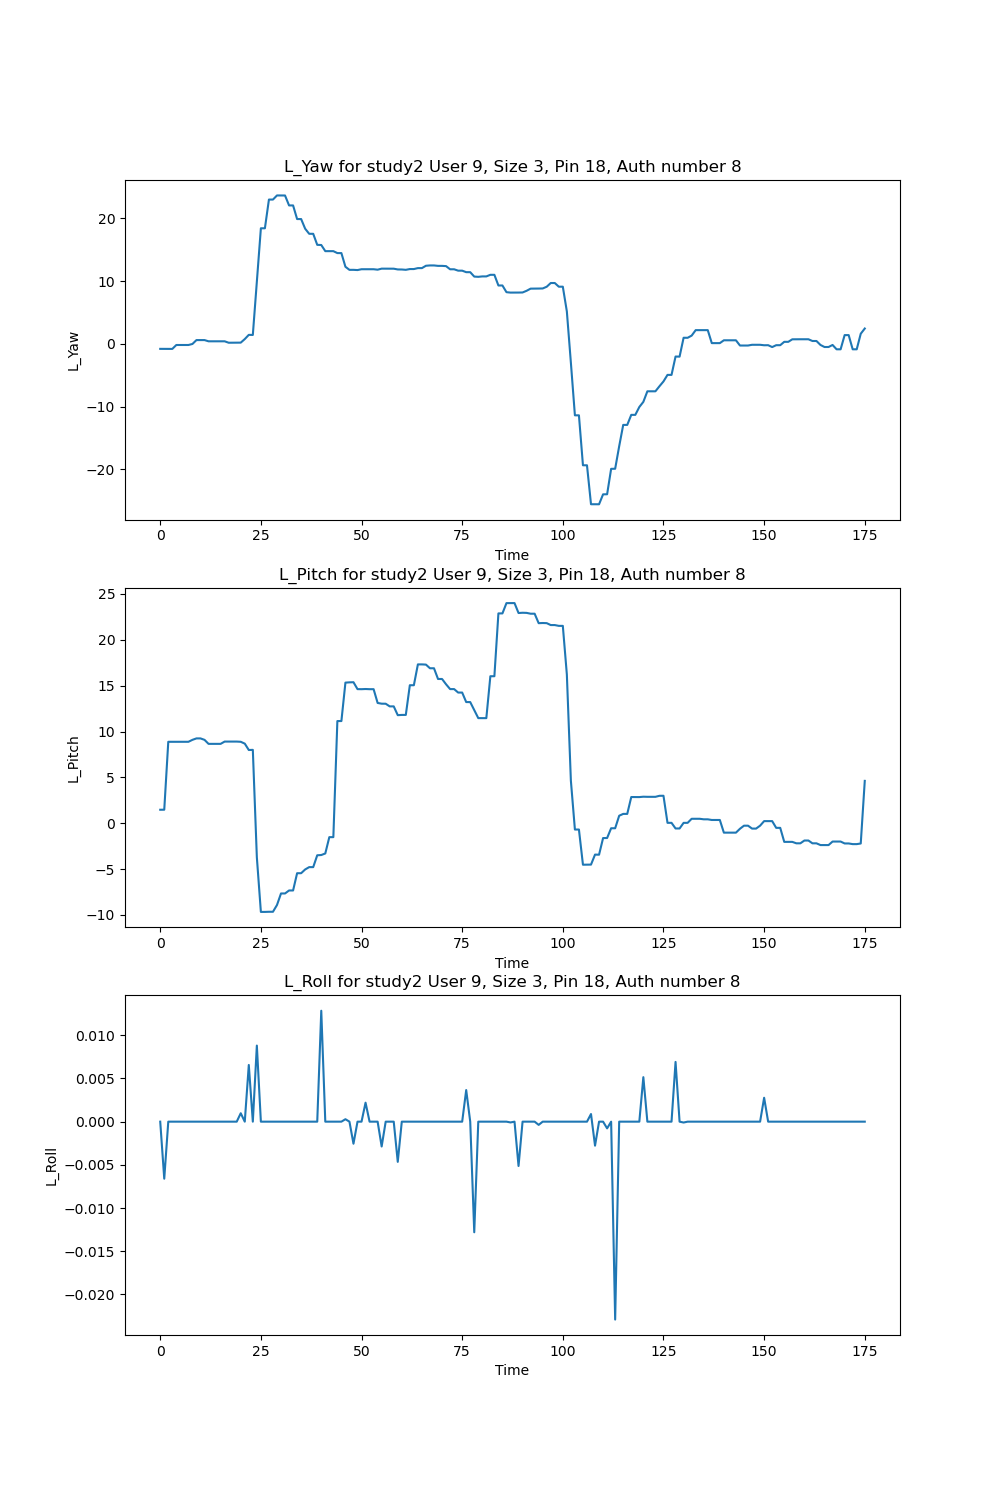 L_Yaw for study2 User 9, Size 3, Pin 18, Auth number 8
20
10
0
−10
−20
L_Yaw
0 25 50 75 100 125 150 175
Time
L_Pitch for study2 User 9, Size 3, Pin 18, Auth number 8
25
20
15
10
5
0
−5
−10
L_Pitch
0 25 50 75 100 125 150 175
Time
L_Roll for study2 User 9, Size 3, Pin 18, Auth number 8
0.010
0.005
0.000
−0.005
−0.010
−0.015
−0.020
L_Roll
0 25 50 75 100 125 150 175
Time